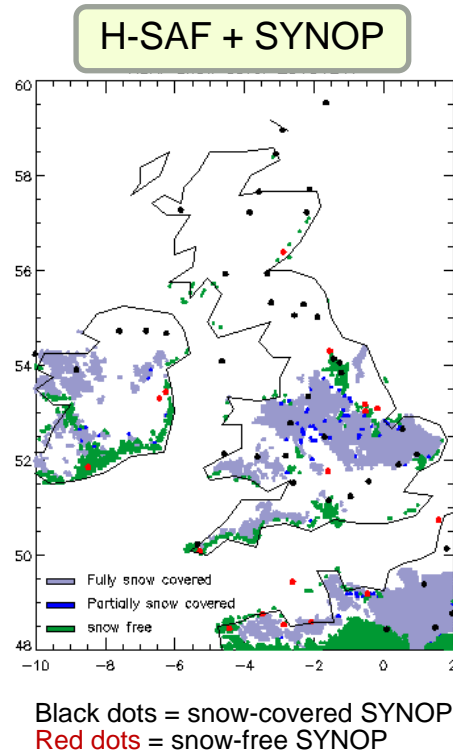 H-SAF + SYNOP
60
58
56
54
52
50
48
Fully snow covered
Partially snow covered
snow free
-10 -8 -6 -4 -2 0 2
Black dots = snow-covered SYNOP
Red dots = snow-free SYNOP